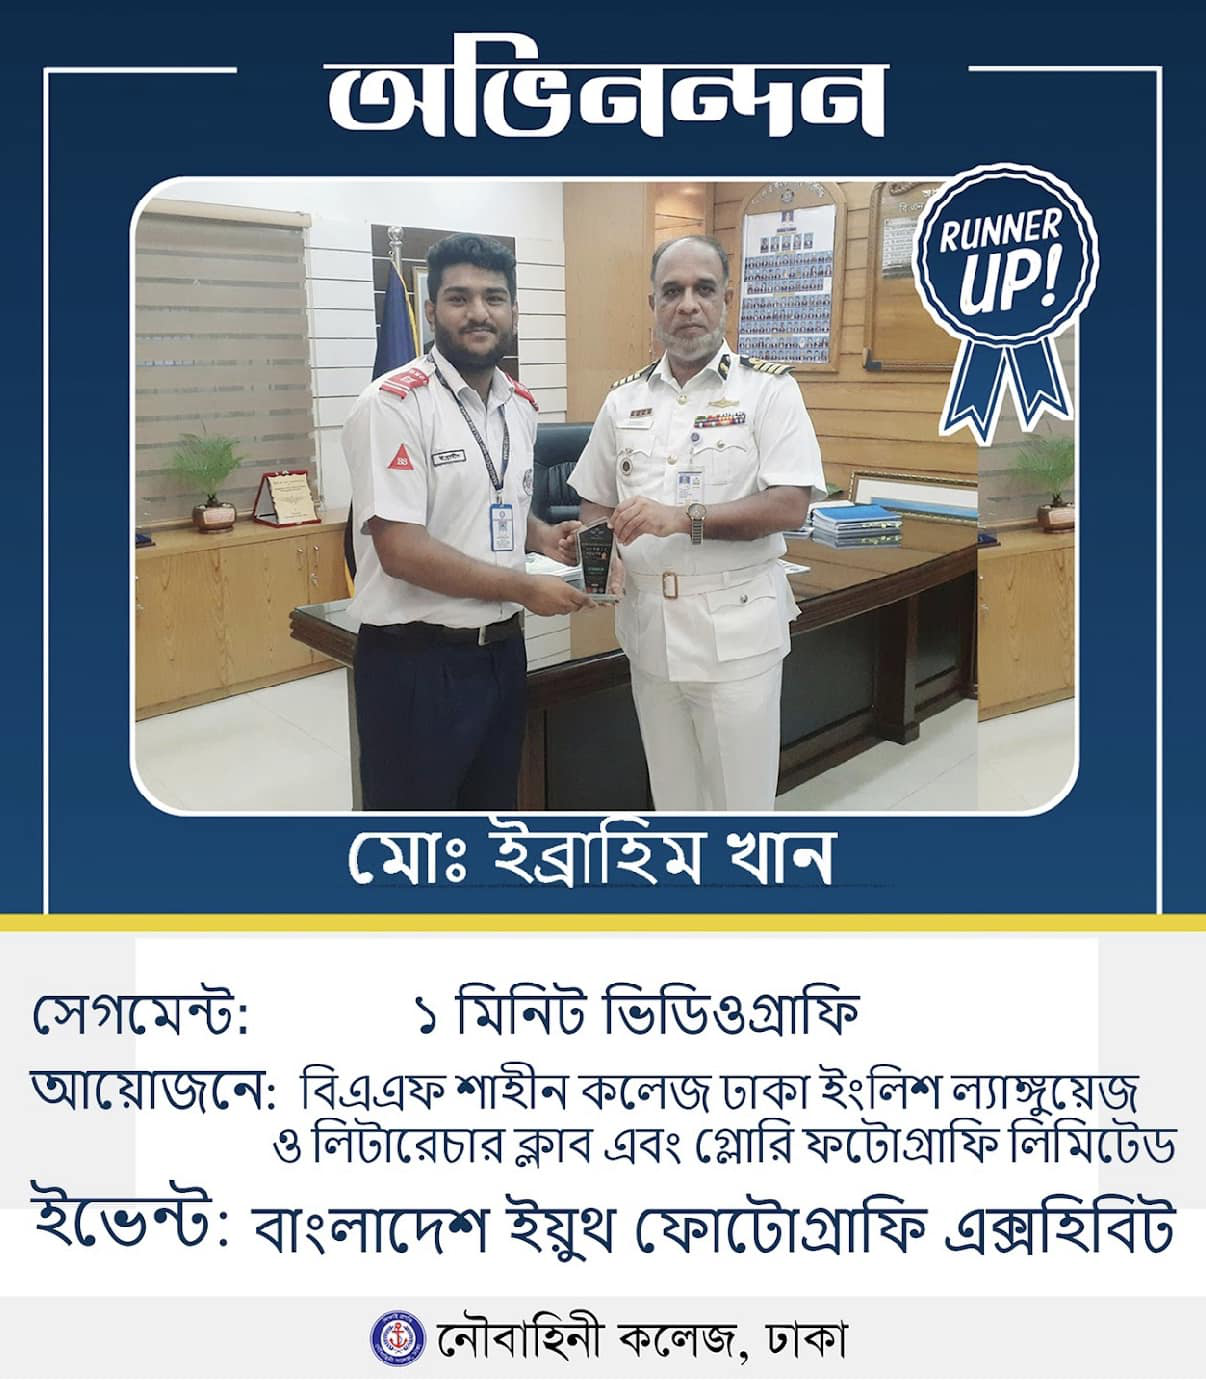 অভিনন্দন
RUNNER
UP!
মোঃ ইব্রাহিম খান
সেগমেন্ট: ১ মিনিট ভিডিওগ্রাফি
আয়োজনে: বিএএফ শাহীন কলেজ ঢাকা ইংলিশ ল্যাঙ্গুয়েজ
ও লিটারেচার ক্লাব এবং গ্লোরি ফটোগ্রাফি লিমিটেড
ইভেন্ট: বাংলাদেশ ইয়ুথ ফোটোগ্রাফি এক্সহিবিট
নৌবাহিনী কলেজ, ঢাকা